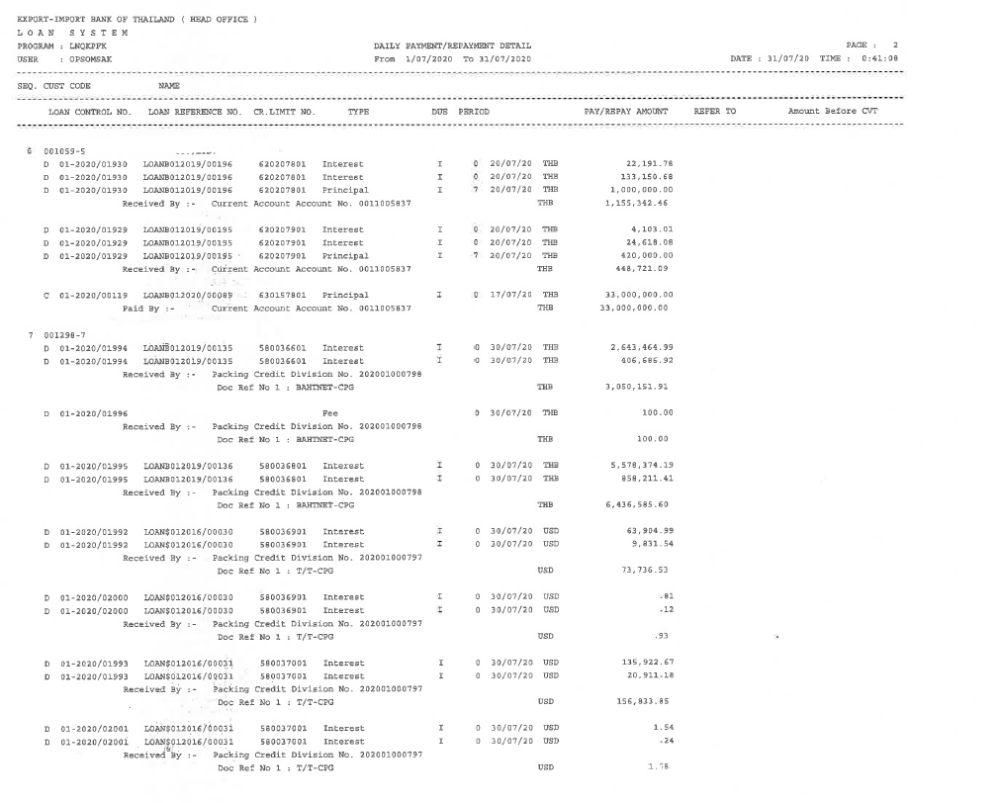 EXPORT-IMPORT BANK OF THAILAND ( HEAD OFFICE )
L O A N   S Y S T E M
PROGRAM : LNQKPFK DAILY PAYMENT/REPAYMENT DETAIL PAGE : 2
USER : OPSOMSAK From 1/07/2020 To 31/07/2020 DATE : 31/07/20 TIME : 0:41:08
SEQ. CUST CODE NAME
LOAN CONTROL NO. LOAN REFERENCE NO. CR.LIMIT NO. TYPE DUE PERIOD PAY/REPAY AMOUNT REFER TO Amount Before CVT
6 001059-5
D 01-2020/01930 LOANB012019/00196 620207801 Interest I 0 20/07/20 THB 22,191.78
D 01-2020/01930 LOANB012019/00196 620207801 Interest I 0 20/07/20 THB 133,150.68
D 01-2020/01930 LOANB012019/00196 620207801 Principal I 7 20/07/20 THB 1,000,000.00
Received By :- Current Account Account No. 0011005837 THB 1,155,342.46
D 01-2020/01929 LOANB012019/00195 620207901 Interest I 0 20/07/20 THB 4,103.01
D 01-2020/01929 LOANB012019/00195 620207901 Interest I 0 20/07/20 THB 24,618.08
D 01-2020/01929 LOANB012019/00195 620207901 Principal I 7 20/07/20 THB 420,000.00
Received By :- Current Account Account No. 0011005837 THB 448,721.09
C 01-2020/00119 LOANB012020/00089 630157801 Principal I 0 17/07/20 THB 33,000,000.00
Paid By :- Current Account Account No. 0011005837 THB 33,000,000.00
7 001298-7
D 01-2020/01994 LOANB012019/00135 580036601 Interest I 0 30/07/20 THB 2,643,464.99
D 01-2020/01994 LOANB012019/00135 580036601 Interest I 0 30/07/20 THB 406,686.92
Received By :- Packing Credit Division No. 202001000798
Doc Ref No 1 : BAHTNET-CPG THB 3,050,151.91
D 01-2020/01996 Fee 0 30/07/20 THB 100.00
Received By :- Packing Credit Division No. 202001000798
Doc Ref No 1 : BAHTNET-CPG THB 100.00
D 01-2020/01995 LOANB012019/00136 580036801 Interest I 0 30/07/20 THB 5,578,374.19
D 01-2020/01995 LOANB012019/00136 580036801 Interest I 0 30/07/20 THB 858,211.41
Received By :- Packing Credit Division No. 202001000798
Doc Ref No 1 : BAHTNET-CPG THB 6,436,585.60
D 01-2020/01992 LOAN$012016/00030 580036901 Interest I 0 30/07/20 USD 63,904.99
D 01-2020/01992 LOAN$012016/00030 580036901 Interest I 0 30/07/20 USD 9,831.54
Received By :- Packing Credit Division No. 202001000797
Doc Ref No 1 : T/T-CPG USD 73,736.53
D 01-2020/02000 LOAN$012016/00030 580036901 Interest I 0 30/07/20 USD .81
D 01-2020/02000 LOAN$012016/00030 580036901 Interest I 0 30/07/20 USD .12
Received By :- Packing Credit Division No. 202001000797
Doc Ref No 1 : T/T-CPG USD .93
D 01-2020/01993 LOAN$012016/00031 580037001 Interest I 0 30/07/20 USD 135,922.67
D 01-2020/01993 LOAN$012016/00031 580037001 Interest I 0 30/07/20 USD 20,911.18
Received By :- Packing Credit Division No. 202001000797
Doc Ref No 1 : T/T-CPG USD 156,833.85
D 01-2020/02001 LOAN$012016/00031 580037001 Interest I 0 30/07/20 USD 1.54
D 01-2020/02001 LOAN$012016/00031 580037001 Interest I 0 30/07/20 USD .24
Received By :- Packing Credit Division No. 202001000797
Doc Ref No 1 : T/T-CPG USD 1.78